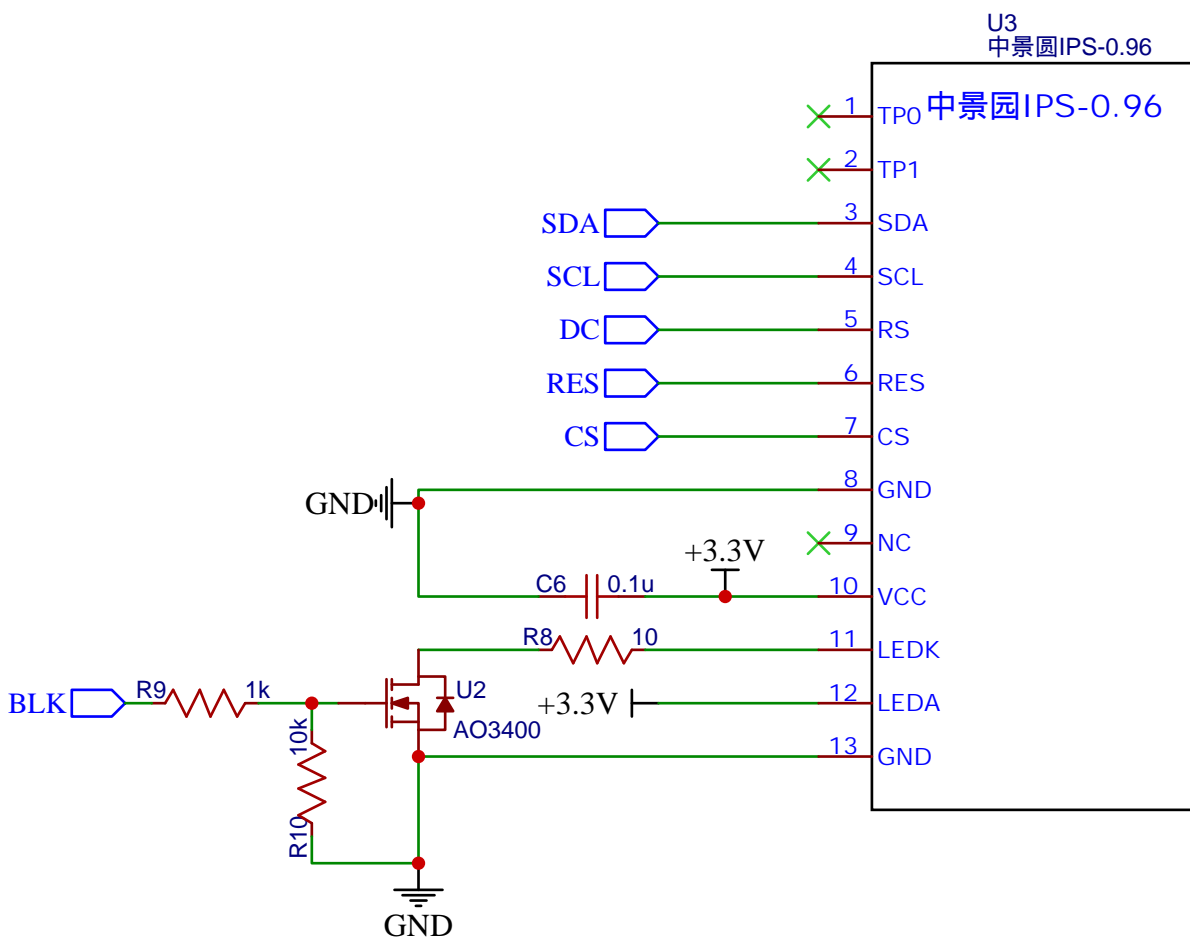 U3
中景圆IPS-0.96
中景园IPS-0.96
1 TP0
2 TP1
SDA 3 SDA
SCL 4 SCL
DC 5 RS
RES 6 RES
CS 7 CS
8 GND
GND
9 NC
+3.3V
C6 0.1u 10 VCC
R8 10 11 LEDK
BLK R9 1k U2 +3.3V 12 LEDA
AO3400
10k 13 GND
R10
GND